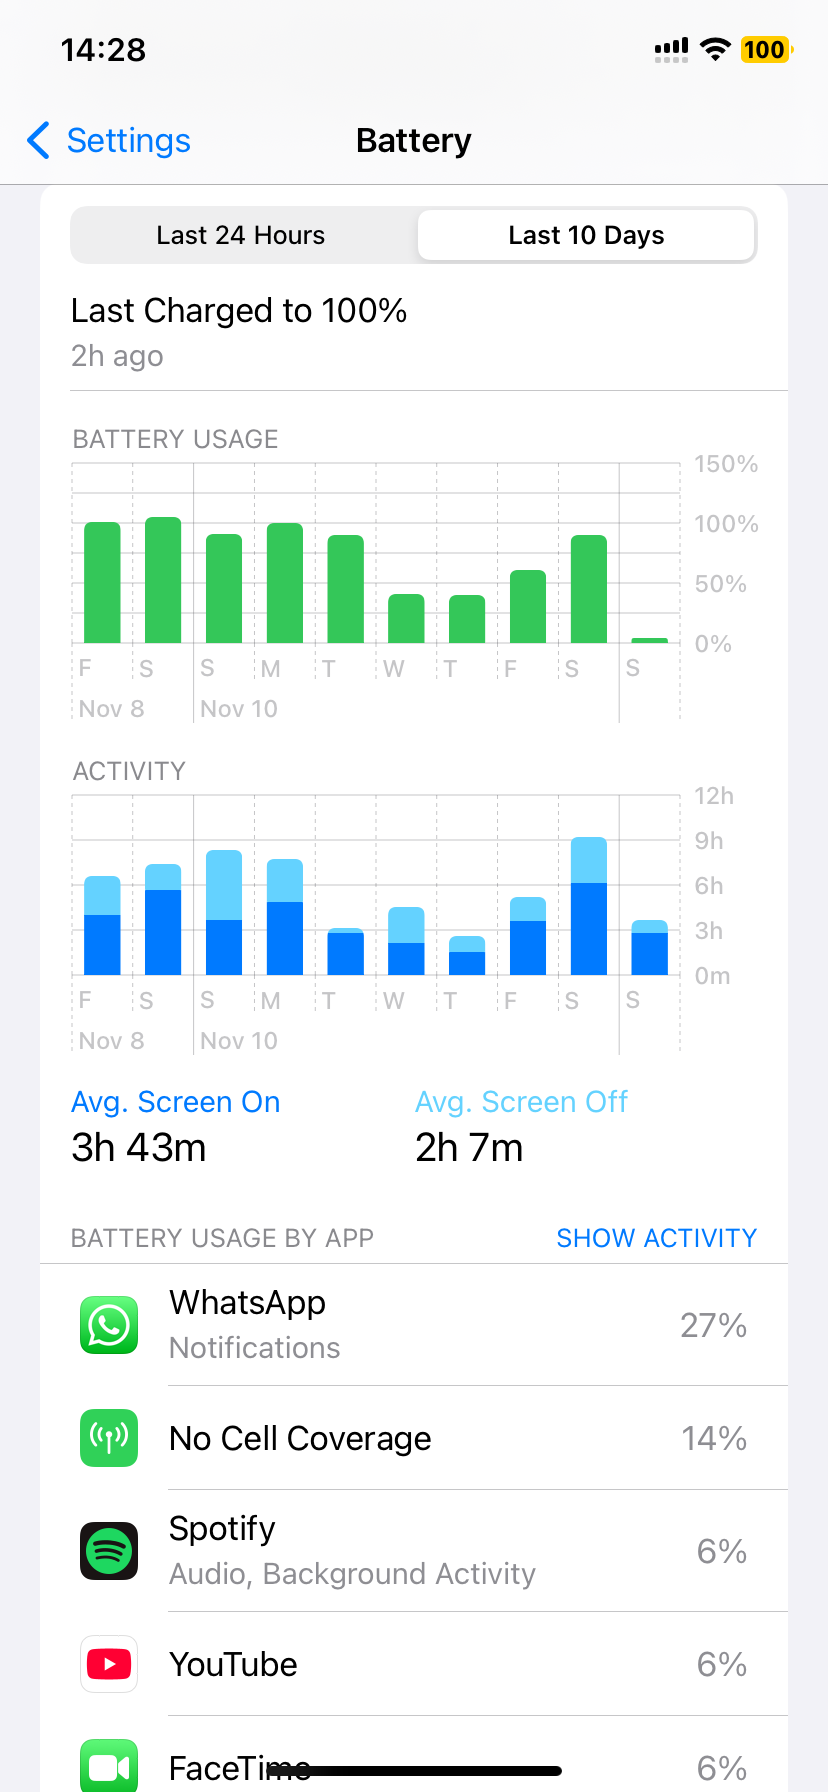 14:28
100
Settings
Battery
Last 24 Hours
Last 10 Days
Last Charged to 100%
2h ago
BATTERY USAGE
150%
100%
50%
0%
F S S M T W T F S S
Nov 8 Nov 10
ACTIVITY
12h
9h
6h
3h
0m
F S S M T W T F S S
Nov 8 Nov 10
Avg. Screen On
Avg. Screen Off
3h 43m
2h 7m
BATTERY USAGE BY APP
SHOW ACTIVITY
WhatsApp
Notifications
27%
No Cell Coverage
14%
Spotify
Audio, Background Activity
6%
YouTube
6%
FaceTime
6%